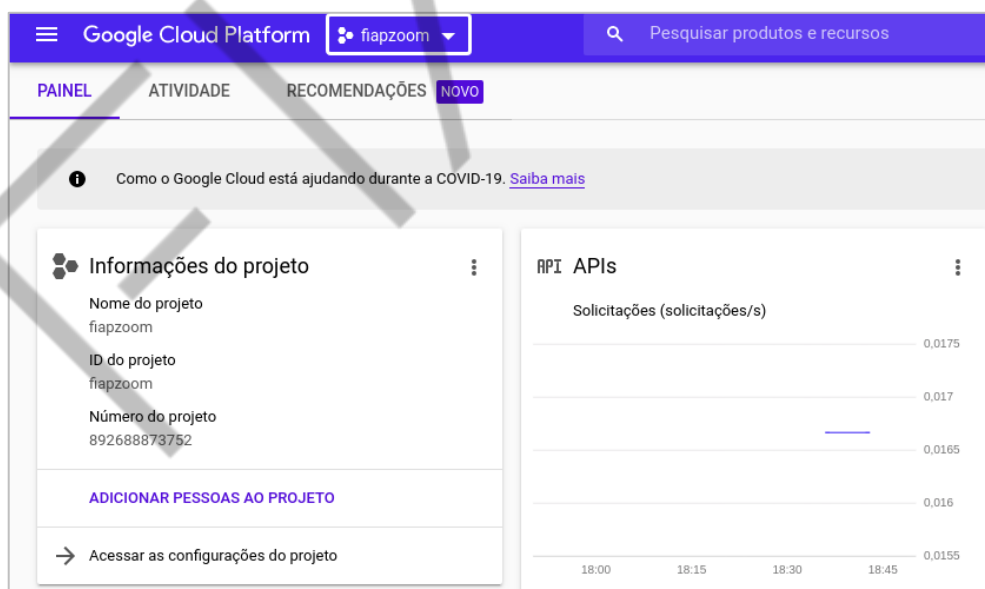 Google Cloud Platform fiapzoom Pesquisar produtos e recursos
PAINEL ATIVIDADE RECOMENDAÇÕES NOVO
Como o Google Cloud está ajudando durante a COVID-19. Saiba mais
Informações do projeto
Nome do projeto
fiapzoom
ID do projeto
fiapzoom
Número do projeto
892688873752
ADICIONAR PESSOAS AO PROJETO
Acessar as configurações do projeto
API APIs
Solicitações (solicitações/s)
0,0175
0,017
0,0165
0,016
0,0155
18:00 18:15 18:30 18:45